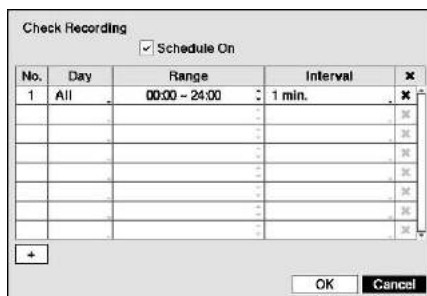 Check Recording
✓ Schedule On
No. Day Range Interval ✖
1 All 00:00 ~ 24:00 1 min. ✖
+
OK Cancel